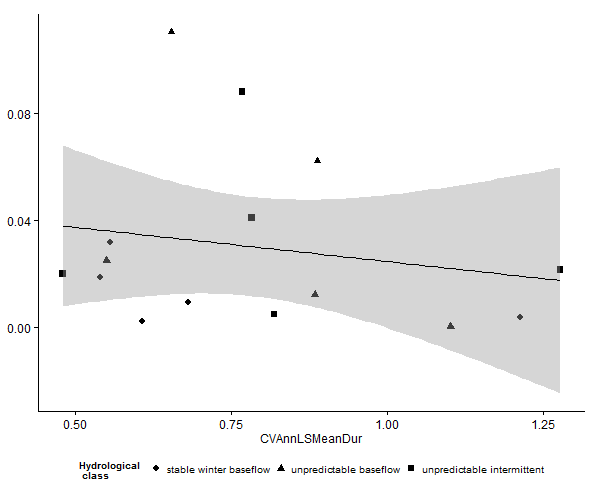 0.08
0.04
0.00
0.50 0.75 1.00 1.25
CVAnnLSMeanDur
Hydrological
class
stable winter baseflow unpredictable baseflow unpredictable intermittent